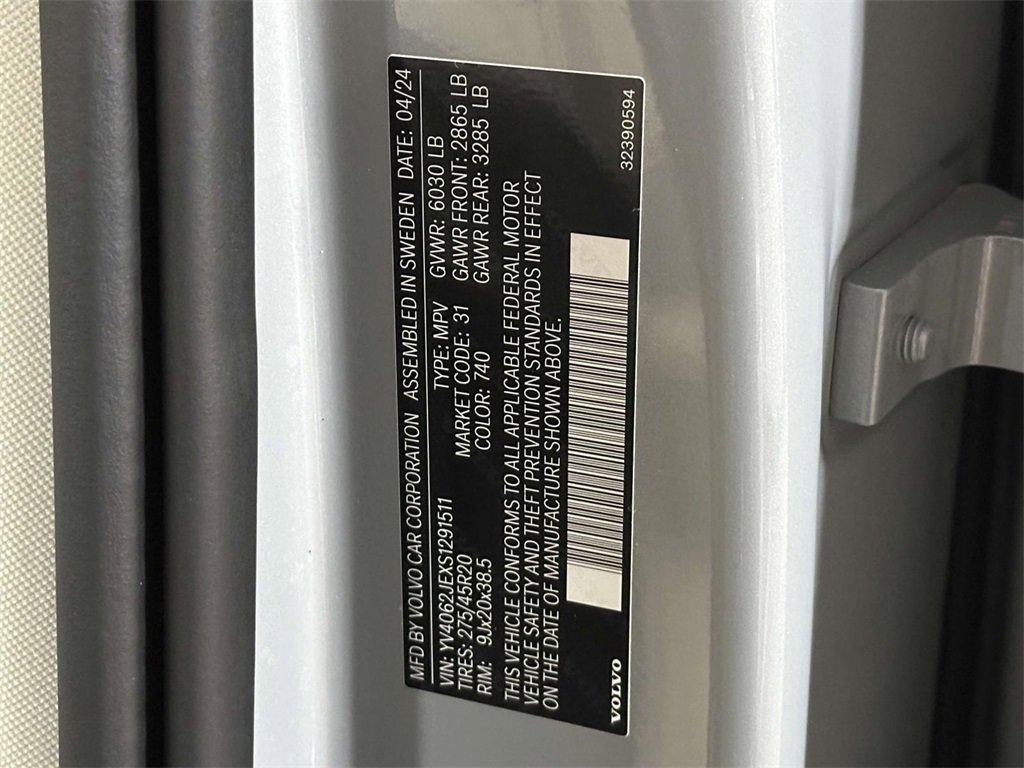 MFD BY VOLVO CAR CORPORATION ASSEMBLED IN SWEDEN DATE: 04/24
VIN: YV4062JEXS1291511 TYPE: MPV GVWR: 6030 LB
TIRES: 275/45R20 MARKET CODE: 31 GAWR FRONT: 2865 LB
RIM: 9Jx20x38.5 COLOR: 740 GAWR REAR: 3285 LB
THIS VEHICLE CONFORMS TO ALL APPLICABLE FEDERAL MOTOR
VEHICLE SAFETY AND THEFT PREVENTION STANDARDS IN EFFECT
ON THE DATE OF MANUFACTURE SHOWN ABOVE.
VOLVO 32390594